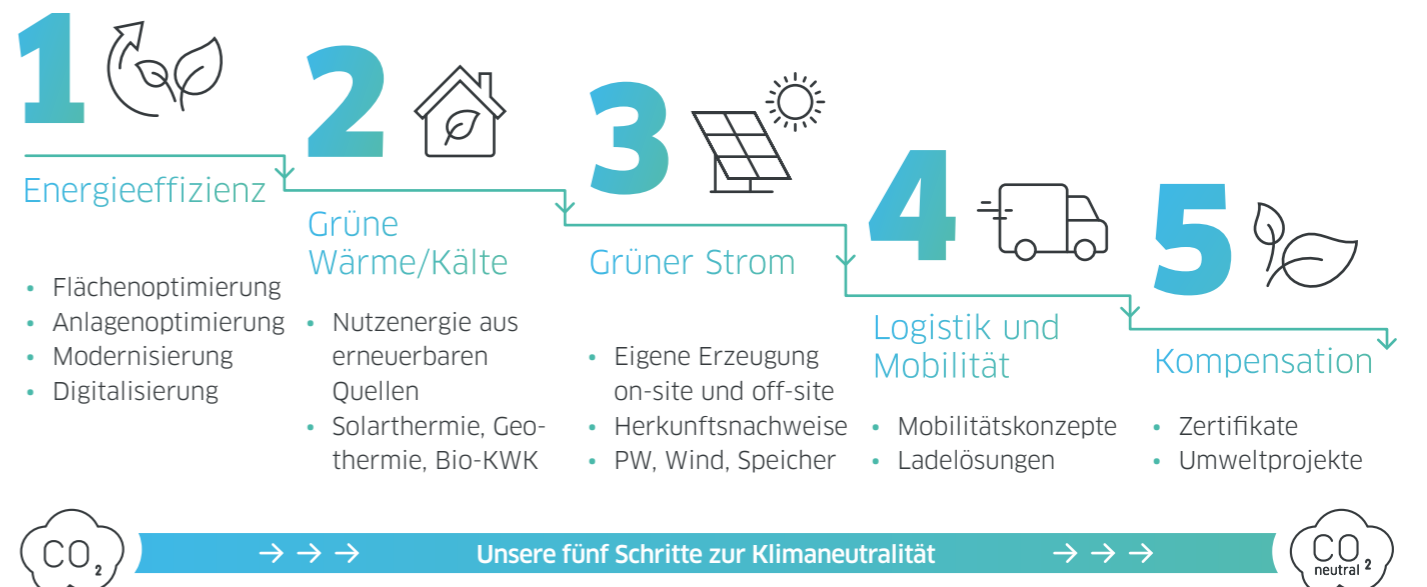 1
Energieeffizienz
• Flächenoptimierung
• Anlagenoptimierung
• Modernisierung
• Digitalisierung
2
Grüne
Wärme/Kälte
• Nutzenergie aus
erneuerbaren
Quellen
• Solarthermie, Geo-
thermie, Bio-KWK
3
Grüner Strom
• Eigene Erzeugung
on-site und off-site
• Herkunftsnachweise
• PW, Wind, Speicher
4
Logistik und
Mobilität
• Mobilitätskonzepte
• Ladelösungen
5
Kompensation
• Zertifikate
• Umweltprojekte
CO2
→ → → Unsere fünf Schritte zur Klimaneutralität → → →
CO2
neutral